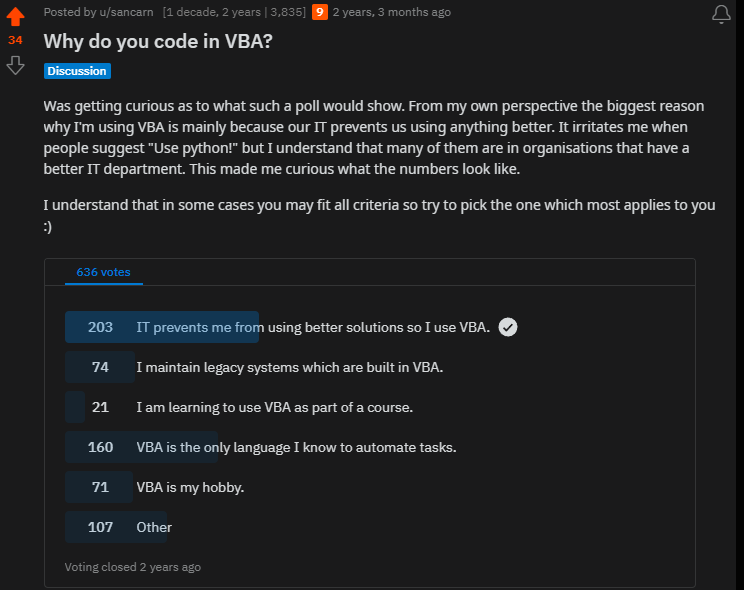 Posted by u/sancarn [1 decade, 2 years | 3,835] 9 2 years, 3 months ago
34
Why do you code in VBA?
Discussion
Was getting curious as to what such a poll would show. From my own perspective the biggest reason
why I'm using VBA is mainly because our IT prevents us using anything better. It irritates me when
people suggest "Use python!" but I understand that many of them are in organisations that have a
better IT department. This made me curious what the numbers look like.
I understand that in some cases you may fit all criteria so try to pick the one which most applies to you
:)
636 votes
203 IT prevents me from using better solutions so I use VBA.
74 I maintain legacy systems which are built in VBA.
21 I am learning to use VBA as part of a course.
160 VBA is the only language I know to automate tasks.
71 VBA is my hobby.
107 Other
Voting closed 2 years ago